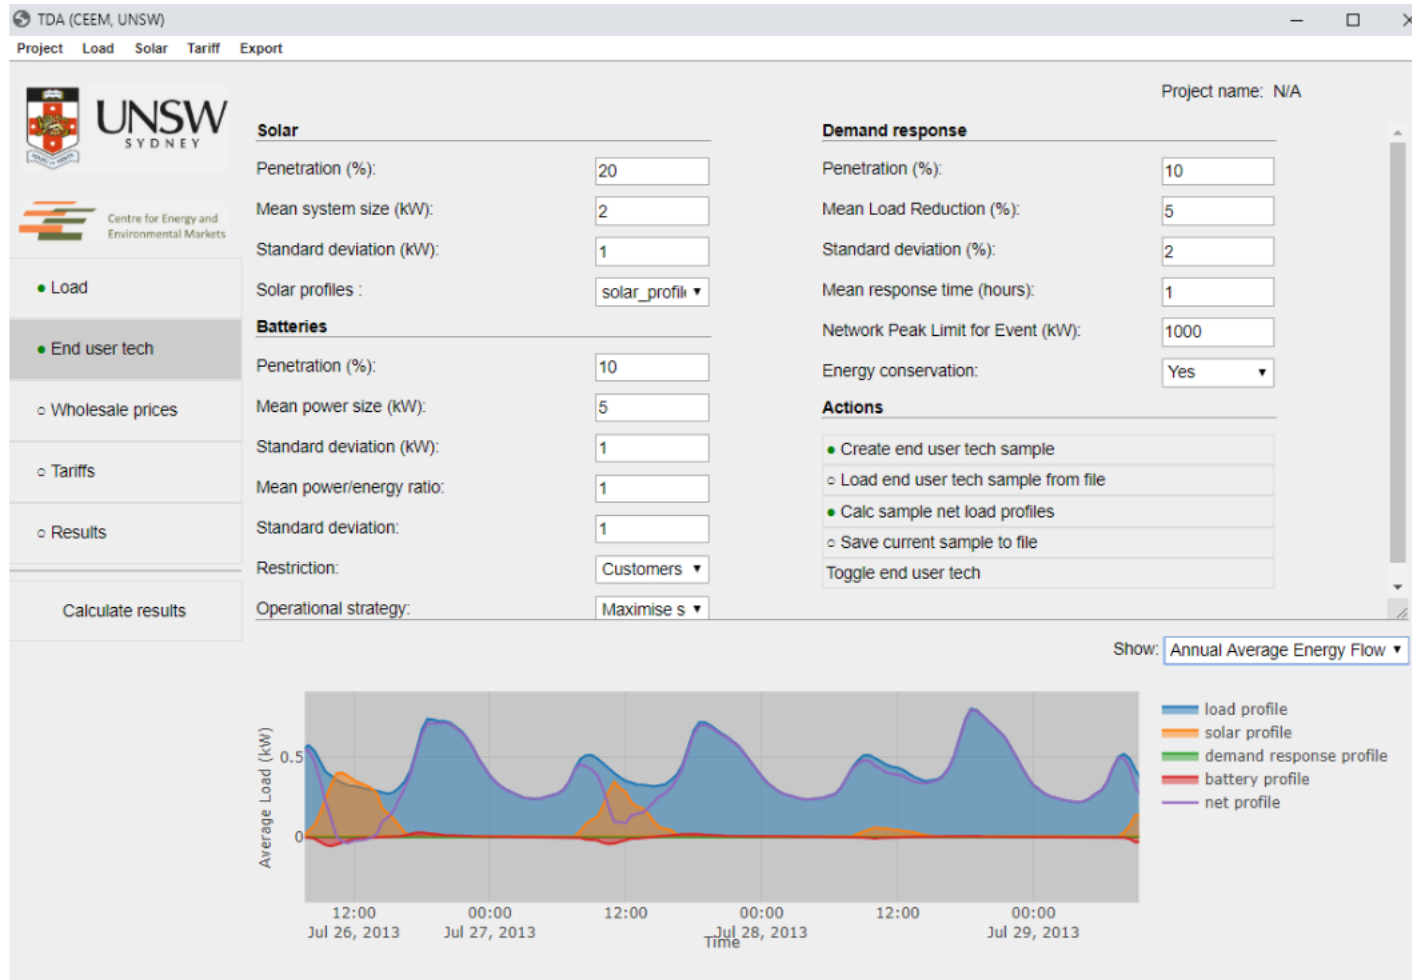 TDA (CEEM, UNSW)
Project Load Solar Tariff Export
Project name: N/A
UNSW
SYDNEY
Centre for Energy and
Environmental Markets
Load
End user tech
Wholesale prices
Tariffs
Results
Calculate results
Solar
Penetration (%): 20
Mean system size (kW): 2
Standard deviation (kW): 1
Solar profiles : solar_profil
Batteries
Penetration (%): 10
Mean power size (kW): 5
Standard deviation (kW): 1
Mean power/energy ratio: 1
Standard deviation: 1
Restriction: Customers
Operational strategy: Maximise s
Demand response
Penetration (%): 10
Mean Load Reduction (%): 5
Standard deviation (%): 2
Mean response time (hours): 1
Network Peak Limit for Event (kW): 1000
Energy conservation: Yes
Actions
Create end user tech sample
Load end user tech sample from file
Calc sample net load profiles
Save current sample to file
Toggle end user tech
Show: Annual Average Energy Flow
Average Load (kW)
0.5
0
load profile
solar profile
demand response profile
battery profile
net profile
12:00 00:00 12:00 00:00 12:00 00:00
Jul 26, 2013 Jul 27, 2013 Jul 28, 2013 Jul 29, 2013
Time